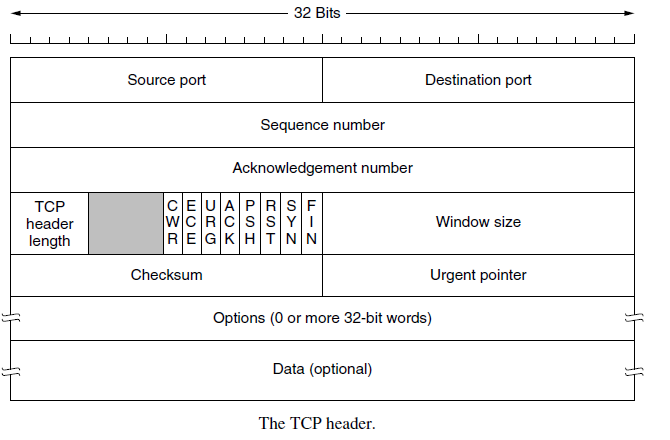 32 Bits
Source port
Destination port
Sequence number
Acknowledgement number
TCP
header
length
CWR
ECE
URG
ACK
PSH
RST
SYN
FIN
Window size
Checksum
Urgent pointer
Options (0 or more 32-bit words)
Data (optional)
The TCP header.